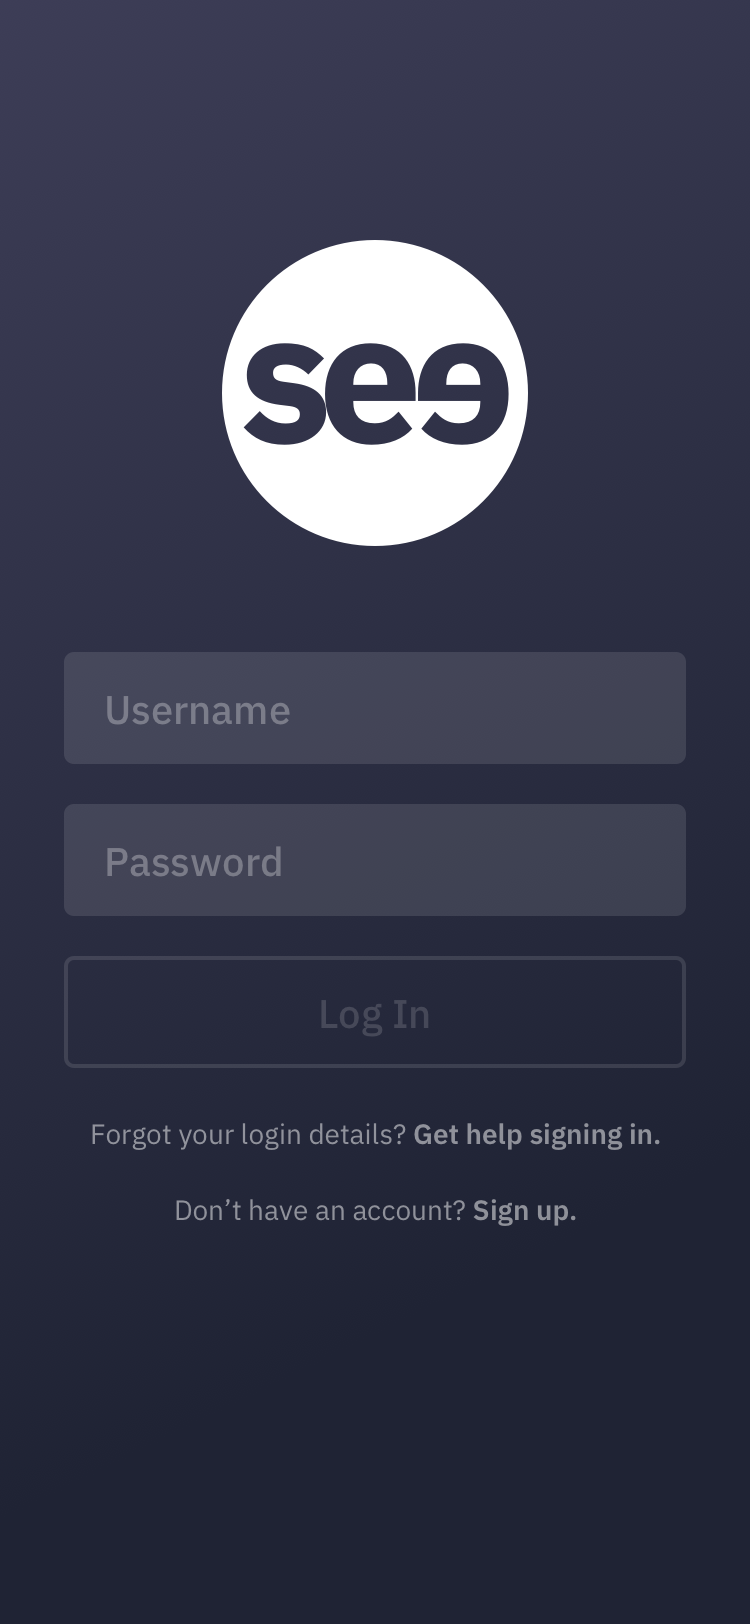 see
Username
Password
Log In
Forgot your login details? Get help signing in.
Don’t have an account? Sign up.